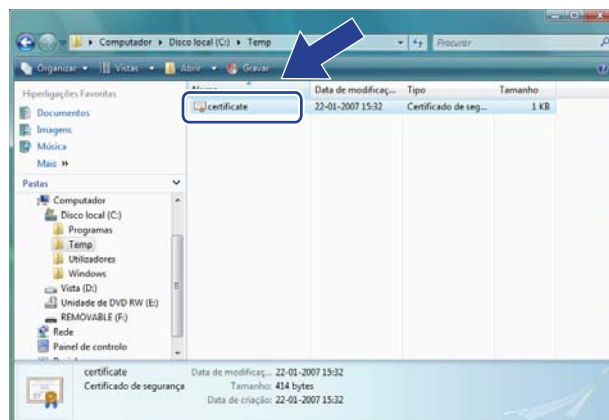 Computador ▸ Disco local (C:) ▸ Temp
Procurar
Organizar Vistas Abrir Gravar
Hiperligações Favoritas
Documentos
Imagens
Música
Mais »
Pastas
Computador
Disco local (C:)
Programas
Temp
Utilizadores
Windows
Vista (D:)
Unidade de DVD RW (E:)
REMOVABLE (F:)
Rede
Painel de controlo
Data de modificaç... Tipo Tamanho
certificate 22-01-2007 15:32 Certificado de seg... 1 KB
certificate Data de modificaç... 22-01-2007 15:32
Certificado de segurança Tamanho: 414 bytes
Data de criação: 22-01-2007 15:32